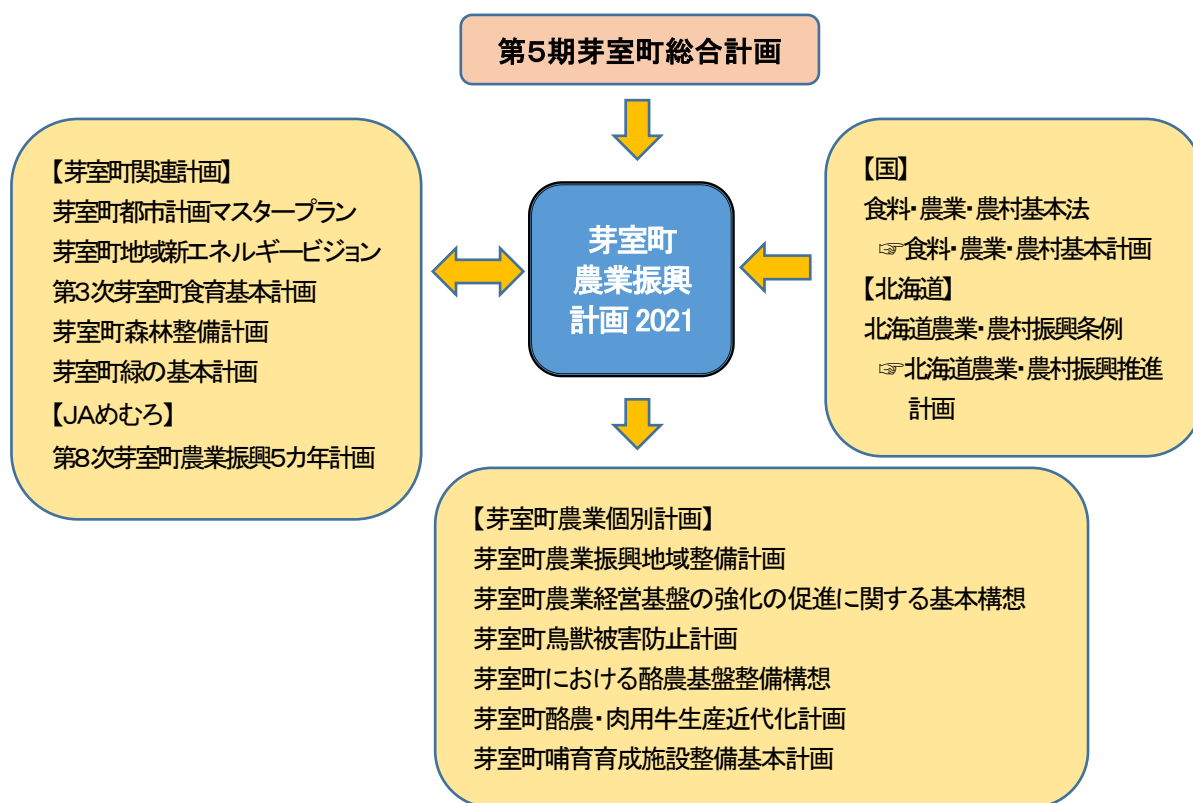 第5期芽室町総合計画
【芽室町関連計画】
芽室町都市計画マスタープラン
芽室町地域新エネルギービジョン
第3次芽室町食育基本計画
芽室町森林整備計画
芽室町緑の基本計画
【JAめむろ】
第8次芽室町農業振興5カ年計画
芽室町
農業振興
計画 2021
【国】
食料・農業・農村基本法
☞食料・農業・農村基本計画
【北海道】
北海道農業・農村振興条例
☞北海道農業・農村振興推進
計画
【芽室町農業個別計画】
芽室町農業振興地域整備計画
芽室町農業経営基盤の強化の促進に関する基本構想
芽室町鳥獣被害防止計画
芽室町における酪農基盤整備構想
芽室町酪農・肉用牛生産近代化計画
芽室町哺育育成施設整備基本計画